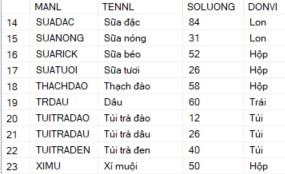 MANL TENNL SOLUONG DONVI
14 SUADAC Sữa đặc 84 Lon
15 SUANONG Sữa nóng 31 Lon
16 SUARICK Sữa béo 52 Hộp
17 SUATUOI Sữa tươi 26 Hộp
18 THACHDAO Thạch đào 58 Hộp
19 TRDAU Dâu 60 Trái
20 TUITRADAO Túi trà đào 12 Túi
21 TUITRADAU Túi trà dâu 26 Túi
22 TUITRADEN Túi trà đen 40 Túi
23 XIMU Xí muội 50 Hộp